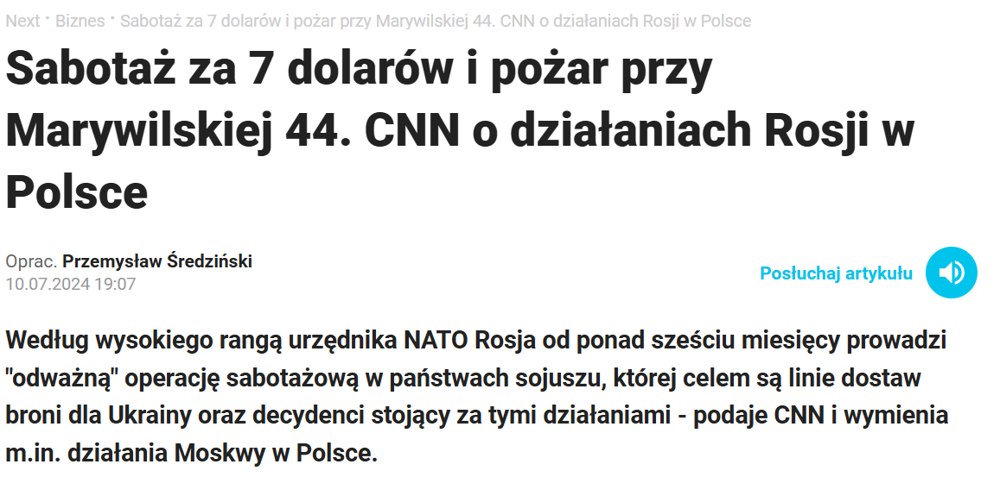 Next • Biznes • Sabotaż za 7 dolarów i pożar przy Marywilskiej 44. CNN o działaniach Rosji w Polsce
Sabotaż za 7 dolarów i pożar przy
Marywilskiej 44. CNN o działaniach Rosji w
Polsce
Oprac. Przemysław Średziński
10.07.2024 19:07
Posłuchaj artykułu
Według wysokiego rangą urzędnika NATO Rosja od ponad sześciu miesięcy prowadzi
"odważną" operację sabotażową w państwach sojuszu, której celem są linie dostaw
broni dla Ukrainy oraz decydenci stojący za tymi działaniami - podaje CNN i wymienia
m.in. działania Moskwy w Polsce.